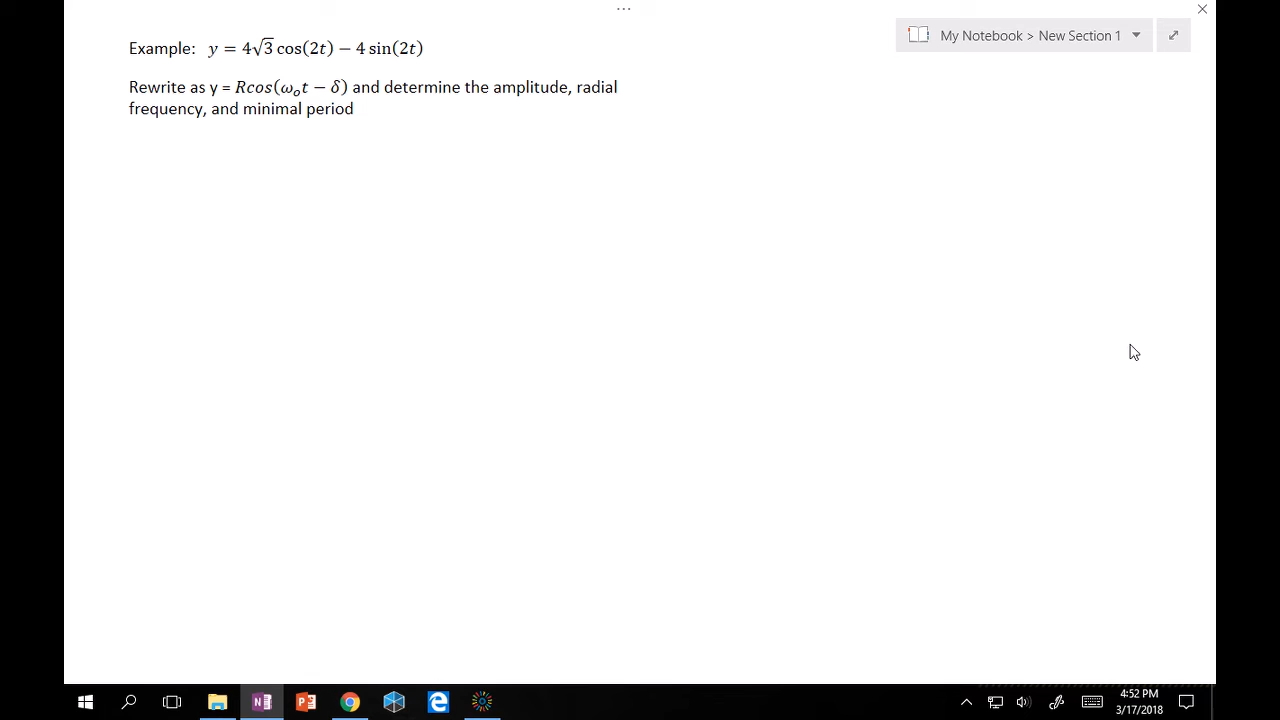 ...
My Notebook > New Section 1
Example: y = 4√3 cos(2t) − 4 sin(2t)
Rewrite as y = Rcos(ωₒt − δ) and determine the amplitude, radial
frequency, and minimal period
4:52 PM
3/17/2018